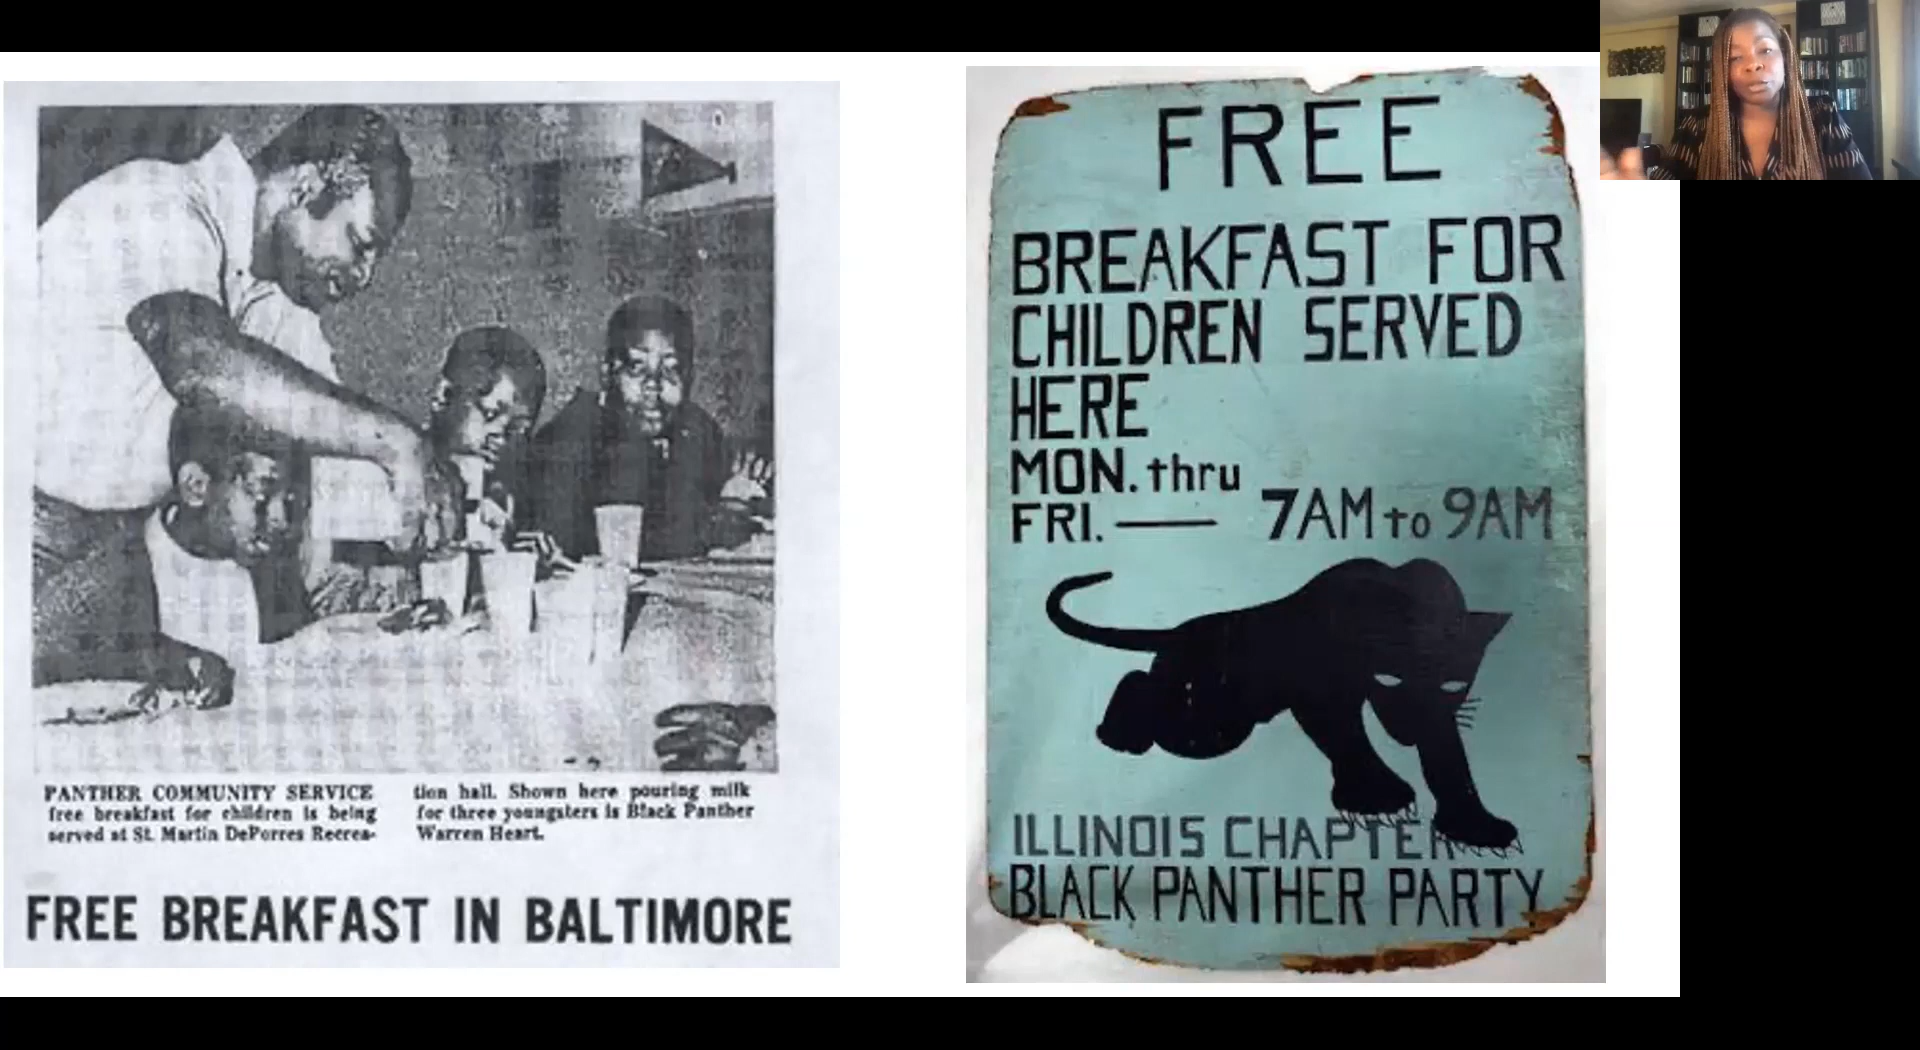 PANTHER COMMUNITY SERVICE
free breakfast for children is being
served at St. Martin DePorres Recrea-
tion hall. Shown here pouring milk
for three youngsters is Black Panther
Warren Heart.
FREE BREAKFAST IN BALTIMORE
FREE
BREAKFAST FOR
CHILDREN SERVED
HERE
MON. thru
FRI. — 7AM to 9AM
ILLINOIS CHAPTER
BLACK PANTHER PARTY